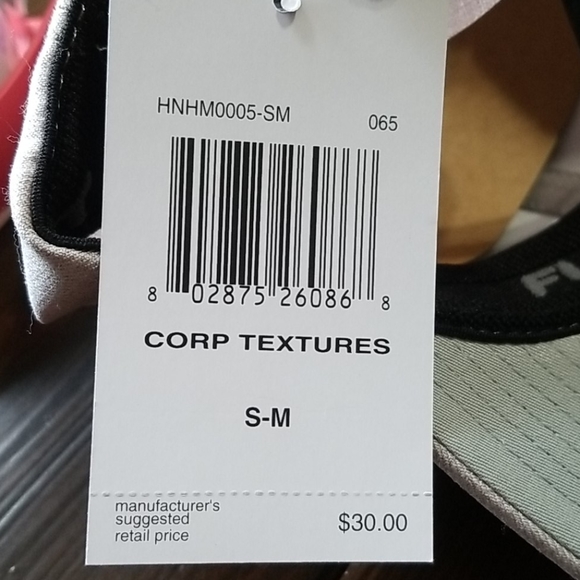 HNHM0005-SM 065
8 02875 26086 8
CORP TEXTURES
S-M
manufacturer's
suggested
retail price $30.00